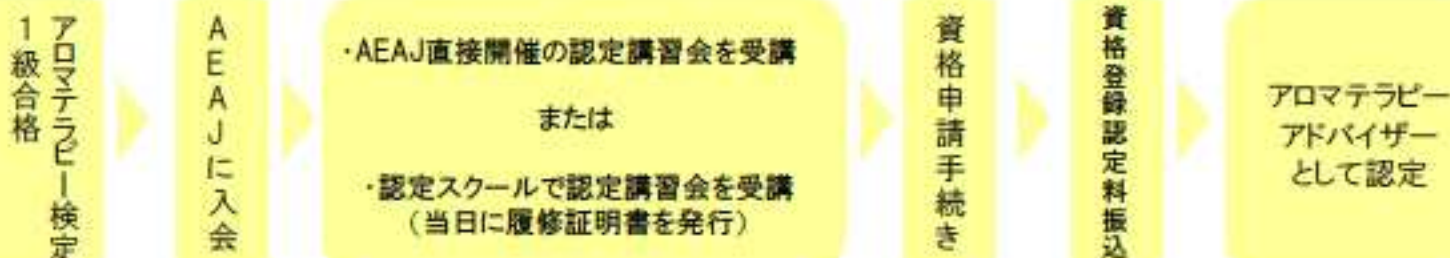 アロマテラピー検定
1級合格
AEAJに入会
・AEAJ直接開催の認定講習会を受講
または
・認定スクールで認定講習会を受講
（当日に履修証明書を発行）
資格申請手続き
資格登録認定料振込
アロマテラピー
アドバイザー
として認定